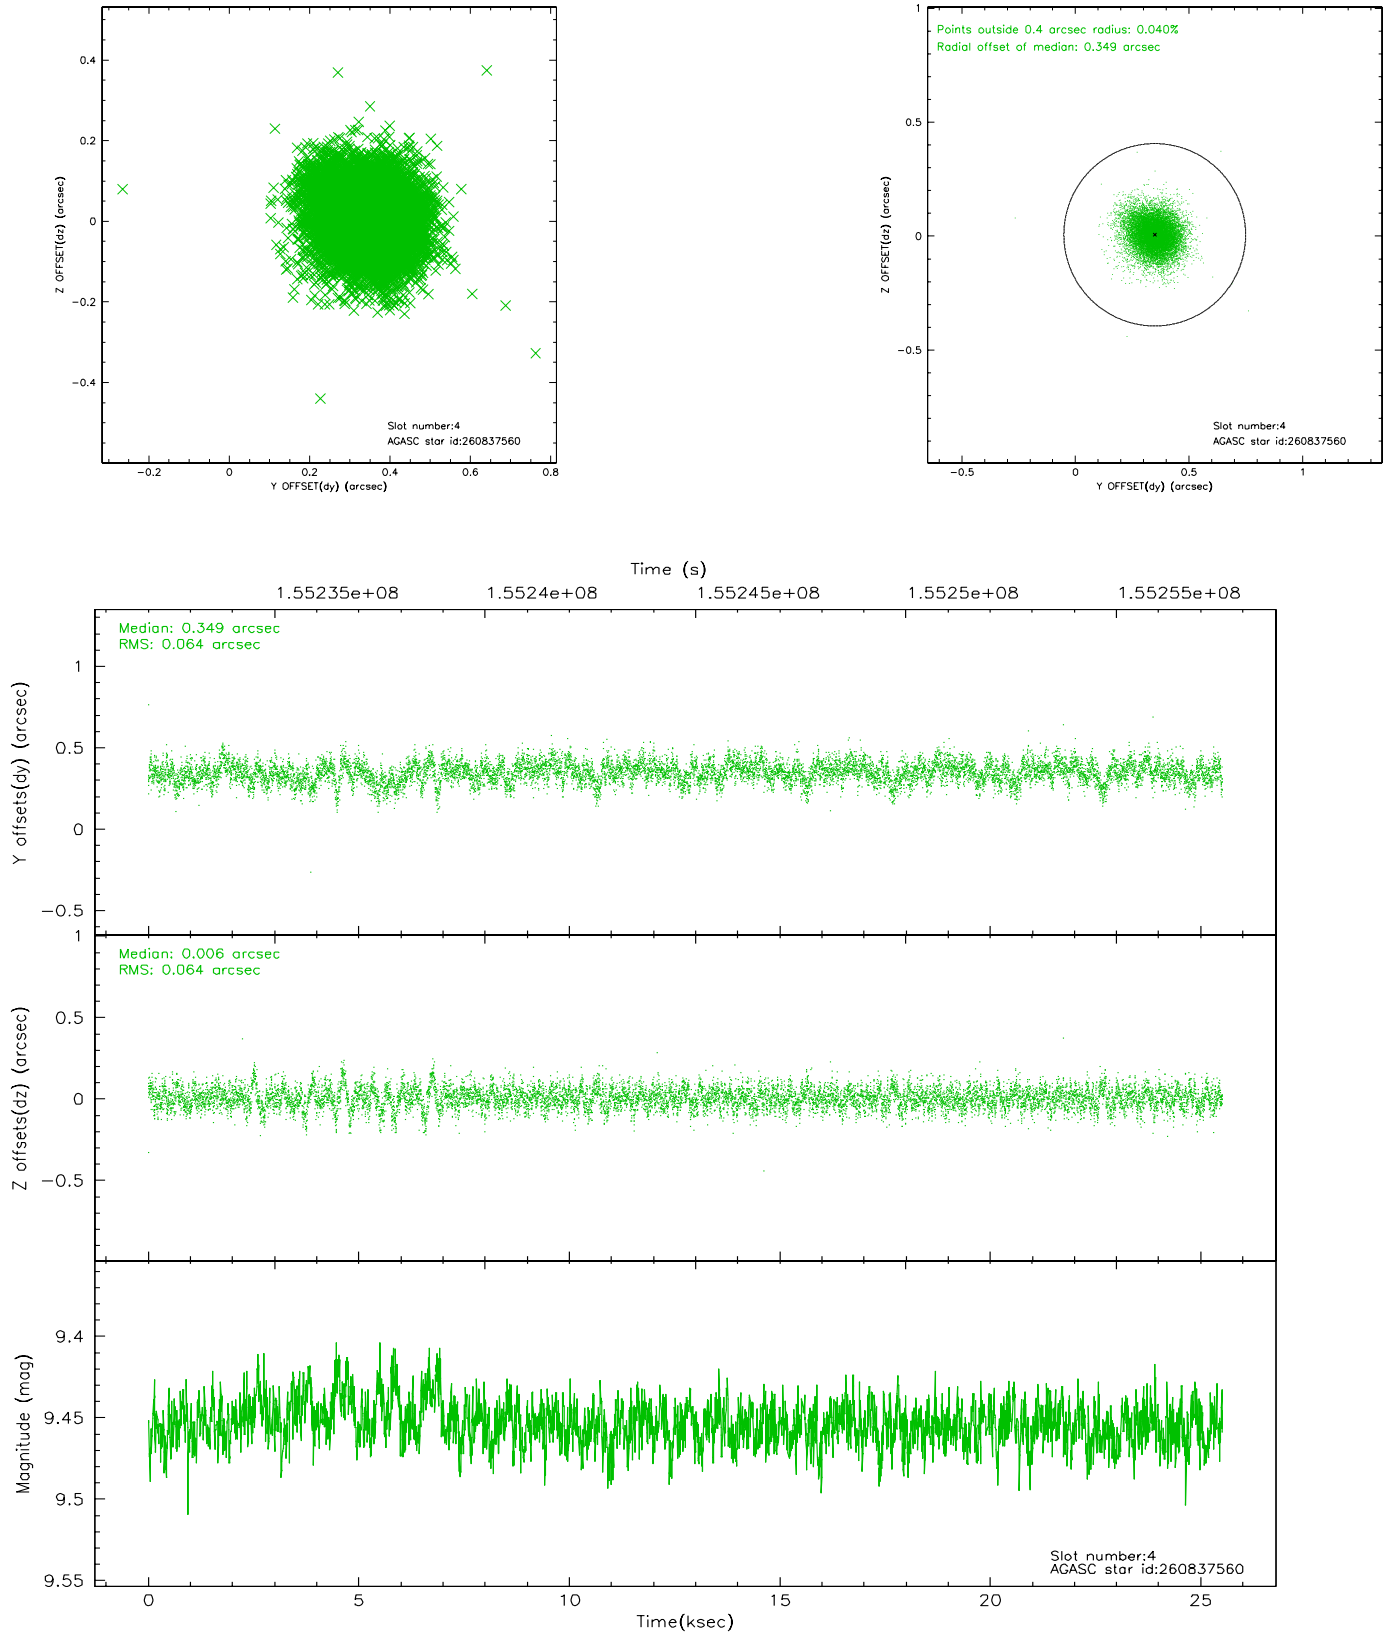 0.4
0.2
0
−0.2
−0.4
Z OFFSET(dz) (arcsec)
Slot number:4
AGASC star id:260837560
−0.2 0 0.2 0.4 0.6 0.8
Y OFFSET(dy) (arcsec)
Points outside 0.4 arcsec radius: 0.040%
Radial offset of median: 0.349 arcsec
1
0.5
0
−0.5
Z OFFSET(dz) (arcsec)
Slot number:4
AGASC star id:260837560
−0.5 0 0.5 1
Y OFFSET(dy) (arcsec)
Time (s)
1.55235e+08 1.5524e+08 1.55245e+08 1.5525e+08 1.55255e+08
Median: 0.349 arcsec
RMS: 0.064 arcsec
1
0.5
0
−0.5
Y offsets(dy) (arcsec)
Median: 0.006 arcsec
RMS: 0.064 arcsec
1
0.5
0
−0.5
Z offsets(dz) (arcsec)
9.4
9.45
9.5
9.55
Magnitude (mag)
Slot number:4
AGASC star id:260837560
0 5 10 15 20 25
Time(ksec)